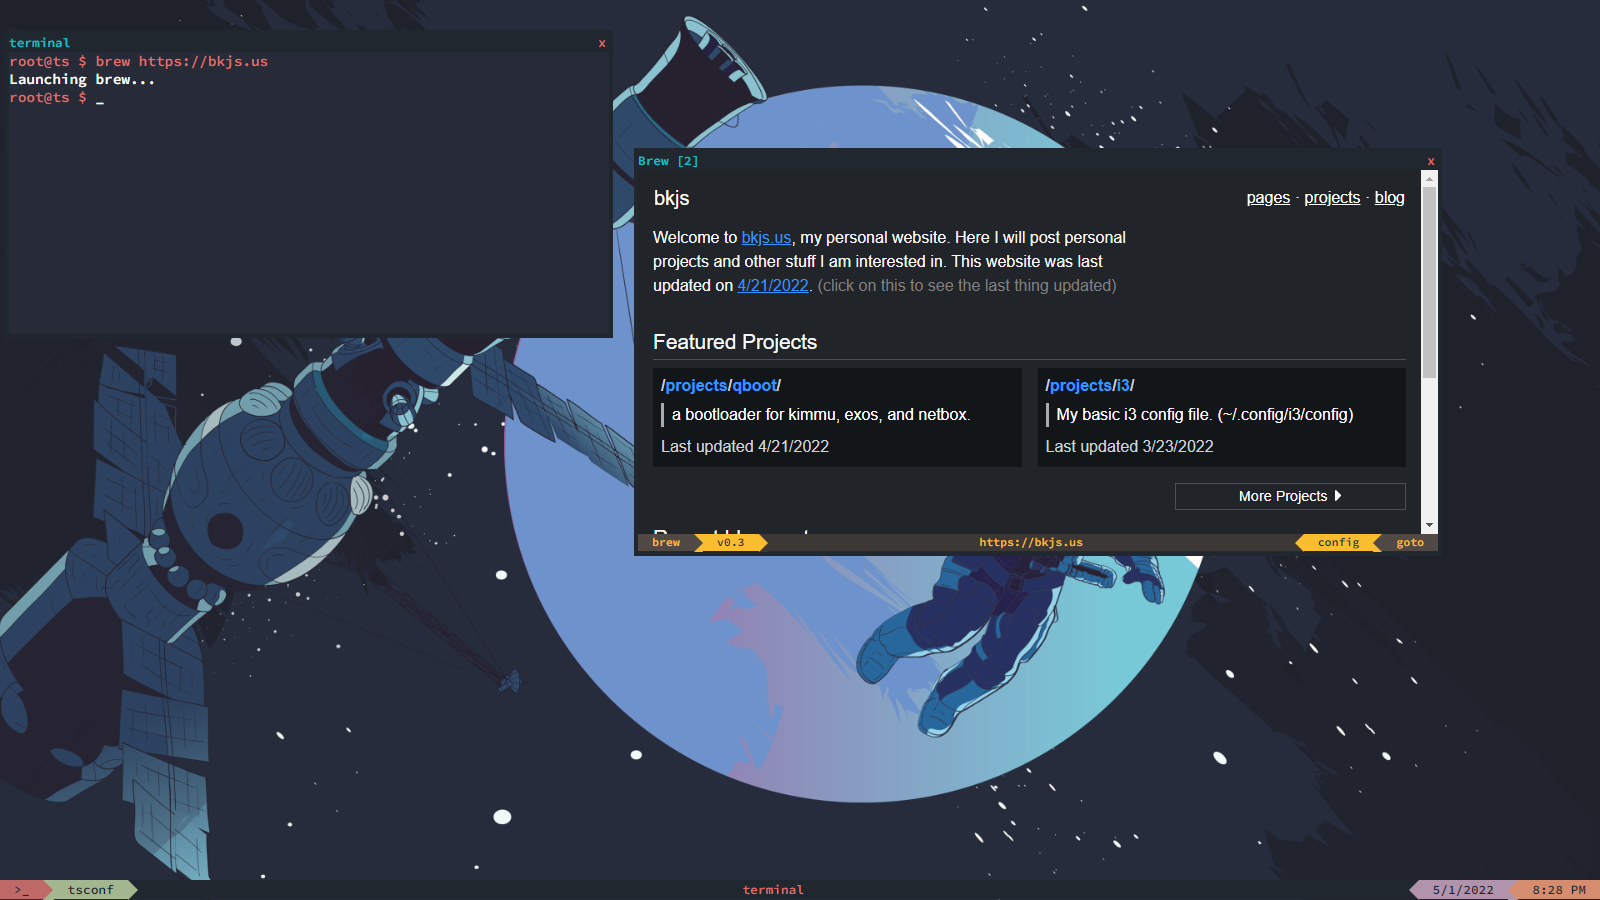 terminal x
root@ts $ brew https://bkjs.us
Launching brew...
root@ts $ _
Brew [2] x
bkjs pages · projects · blog
Welcome to bkjs.us, my personal website. Here I will post personal
projects and other stuff I am interested in. This website was last
updated on 4/21/2022. (click on this to see the last thing updated)
Featured Projects
/projects/qboot/
a bootloader for kimmu, exos, and netbox.
Last updated 4/21/2022
/projects/i3/
My basic i3 config file. (~/.config/i3/config)
Last updated 3/23/2022
More Projects
brew v0.3 https://bkjs.us config goto
>_ tsconf terminal 5/1/2022 8:28 PM